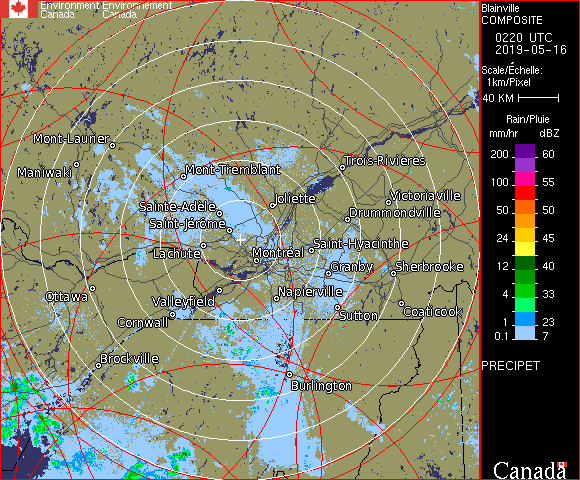 Environment Environnement
Canada Canada
Blainville
COMPOSITE
0220 UTC
2019-05-16
Scale/Échelle:
1km/Pixel
40 KM
Rain/Pluie
mm/hr dBZ
200 60
100 55
50 50
24 45
12 40
4 33
1 23
0.1 7
PRECIPET
Canada
Mont-Laurier
Maniwaki
Mont-Tremblant
Trois-Rivières
Sainte-Adèle
Joliette
Victoriaville
Saint-Jérôme
Drummondville
Lachute
Montréal
Saint-Hyacinthe
Granby
Sherbrooke
Ottawa
Valleyfield
Napierville
Cornwall
Sutton
Coaticook
Brockville
Burlington